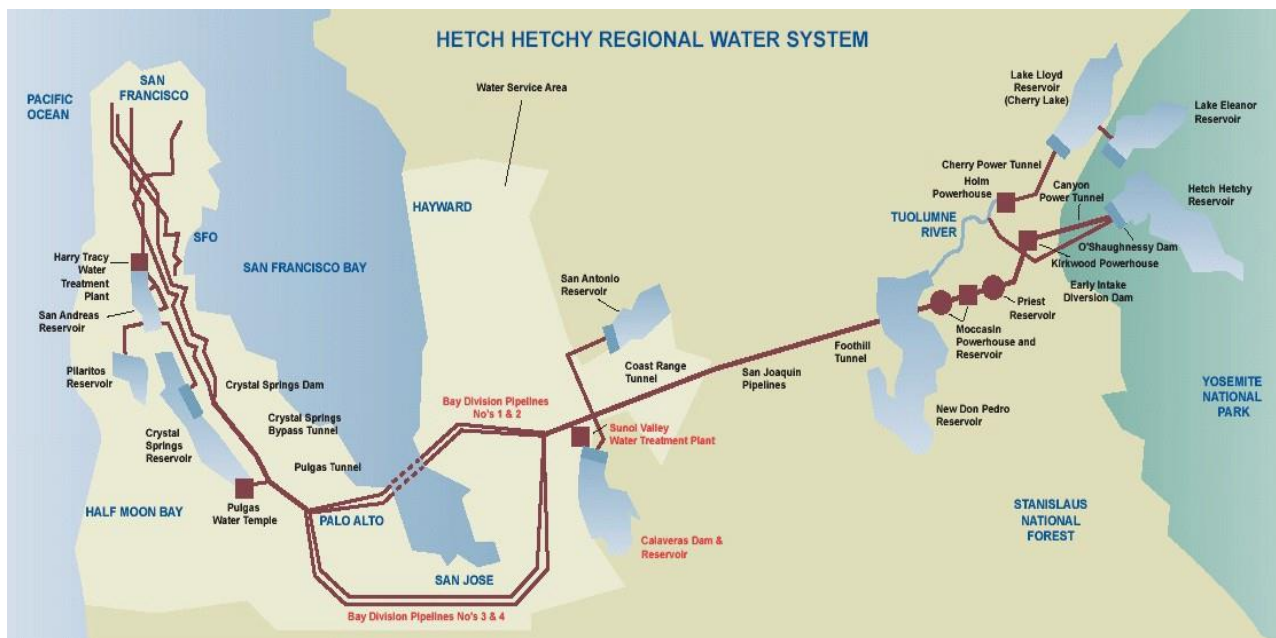 HETCH HETCHY REGIONAL WATER SYSTEM
PACIFIC
OCEAN
SAN
FRANCISCO
Water Service Area
Lake Lloyd
Reservoir
(Cherry Lake)
Lake Eleanor
Reservoir
Cherry Power Tunnel
Holm
Powerhouse
Canyon
Power Tunnel
Hetch Hetchy
Reservoir
HAYWARD
TUOLUMNE
RIVER
SFO
SAN FRANCISCO BAY
O'Shaughnessy Dam
Kirkwood Powerhouse
Harry Tracy
Water
Treatment
Plant
San Antonio
Reservoir
Early Intake
Diversion Dam
Priest
Reservoir
San Andreas
Reservoir
Moccasin
Powerhouse and
Reservoir
Foothill
Tunnel
Pilaritos
Reservoir
Coast Range
Tunnel
San Joaquin
Pipelines
Crystal Springs Dam
YOSEMITE
NATIONAL
PARK
Bay Division Pipelines
No's 1 & 2
Crystal Springs
Bypass Tunnel
New Don Pedro
Reservoir
Sunol Valley
Water Treatment Plant
Crystal
Springs
Reservoir
Pulgas Tunnel
HALF MOON BAY
Pulgas
Water Temple
PALO ALTO
STANISLAUS
NATIONAL
FOREST
Calaveras Dam &
Reservoir
SAN JOSE
Bay Division Pipelines No's 3 & 4